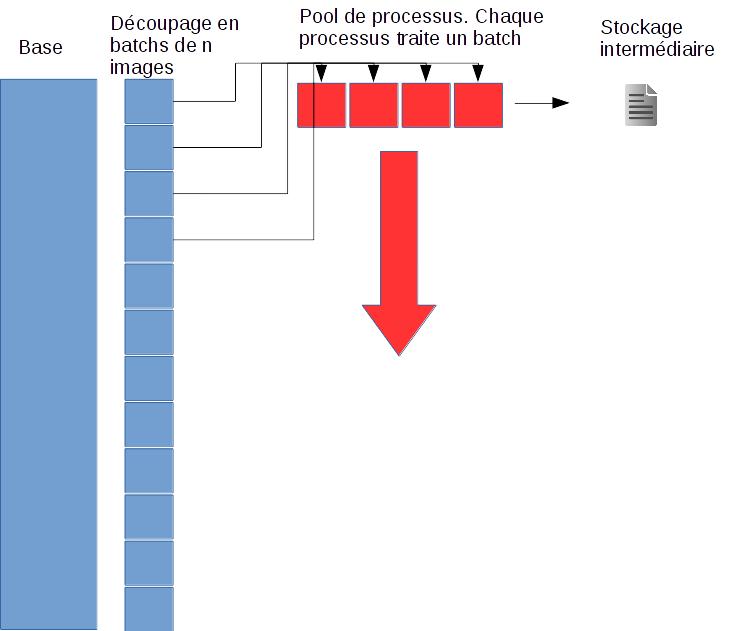 Base
Découpage en
batchs de n
images
Pool de processus. Chaque
processus traite un batch
Stockage
intermédiaire